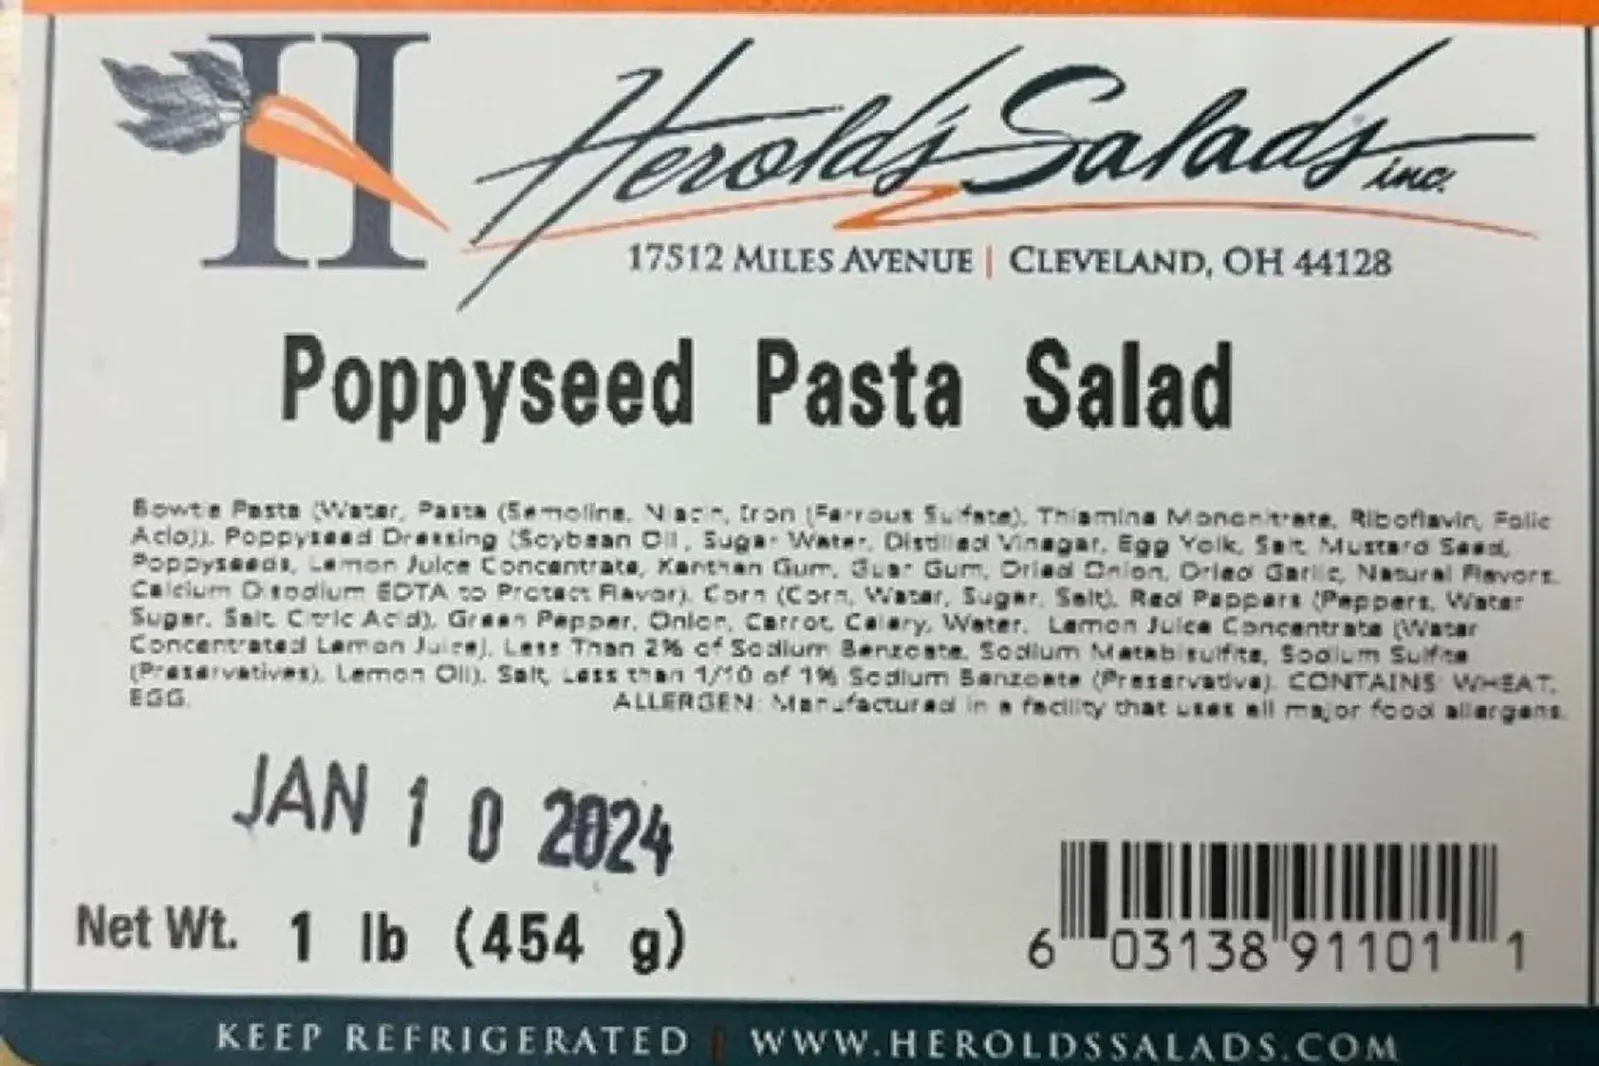 H Herold's Salads inc.
17512 MILES AVENUE | CLEVELAND, OH 44128
Poppyseed Pasta Salad
Bowtie Pasta (Water, Pasta (Semolina, Niacin, Iron (Ferrous Sulfate), Thiamine Mononitrate, Riboflavin, Folic
Acid)), Poppyseed Dressing (Soybean Oil, Sugar Water, Distilled Vinegar, Egg Yolk, Salt, Mustard Seed,
Poppyseeds, Lemon Juice Concentrate, Xanthan Gum, Guar Gum, Dried Onion, Dried Garlic, Natural Flavors,
Calcium Disodium EDTA to Protect Flavor), Corn (Corn, Water, Sugar, Salt), Red Peppers (Peppers, Water
Sugar, Salt, Citric Acid), Green Pepper, Onion, Carrot, Celery, Water, Lemon Juice Concentrate (Water
Concentrated Lemon Juice), Less Than 2% of Sodium Benzoate, Sodium Metabisulfite, Sodium Sulfite
(Preservatives), Lemon Oil), Salt, Less than 1/10 of 1% Sodium Benzoate (Preservative). CONTAINS: WHEAT,
EGG. ALLERGEN: Manufactured in a facility that uses all major food allergens.
JAN 10 2024
Net Wt. 1 lb (454 g)
6 03138 91101 1
KEEP REFRIGERATED | WWW.HEROLDSSALADS.COM